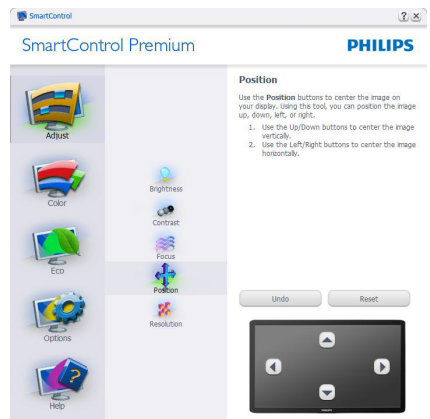 SmartControl
? x
SmartControl Premium
PHILIPS
Adjust
Color
Eco
Options
Help
Brightness
Contrast
Focus
Position
Resolution
Position
Use the Position buttons to center the image on
your display. Using the tool, you can position the image
up, down, left, or right.
1. Use the Up/Down buttons to center the image
vertically.
2. Use the Left/Right buttons to center the image
horizontally.
Undo
Reset
PHILIPS